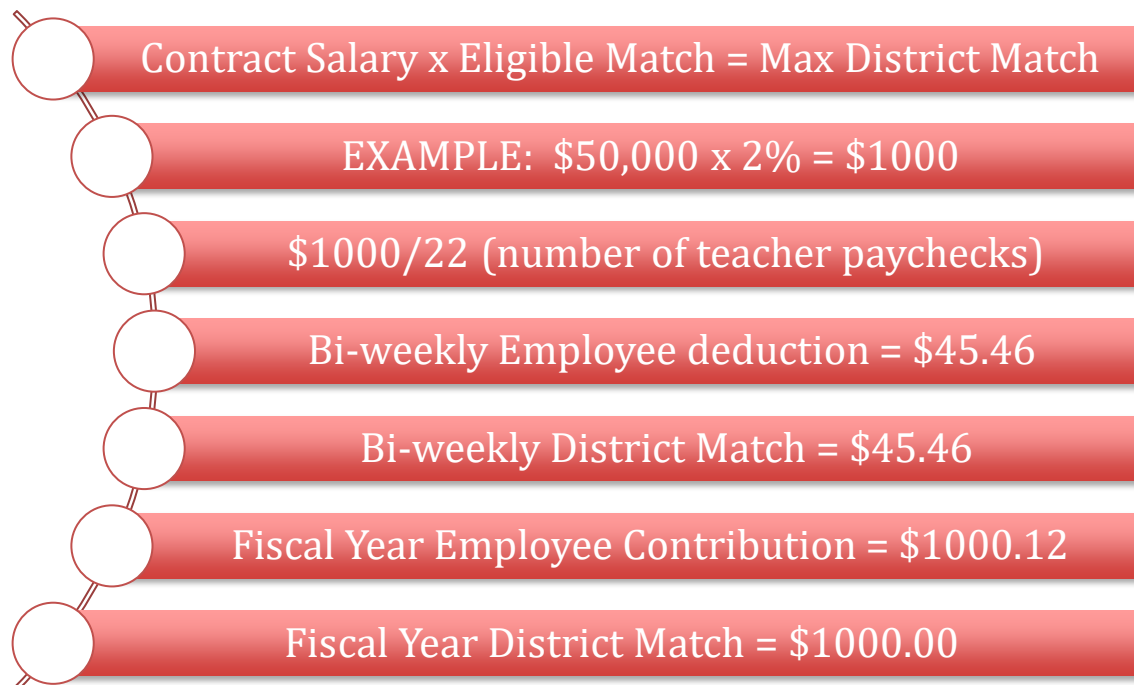 Contract Salary x Eligible Match = Max District Match
EXAMPLE:  $50,000 x 2% = $1000
$1000/22 (number of teacher paychecks)
Bi-weekly Employee deduction = $45.46
Bi-weekly District Match = $45.46
Fiscal Year Employee Contribution = $1000.12
Fiscal Year District Match = $1000.00